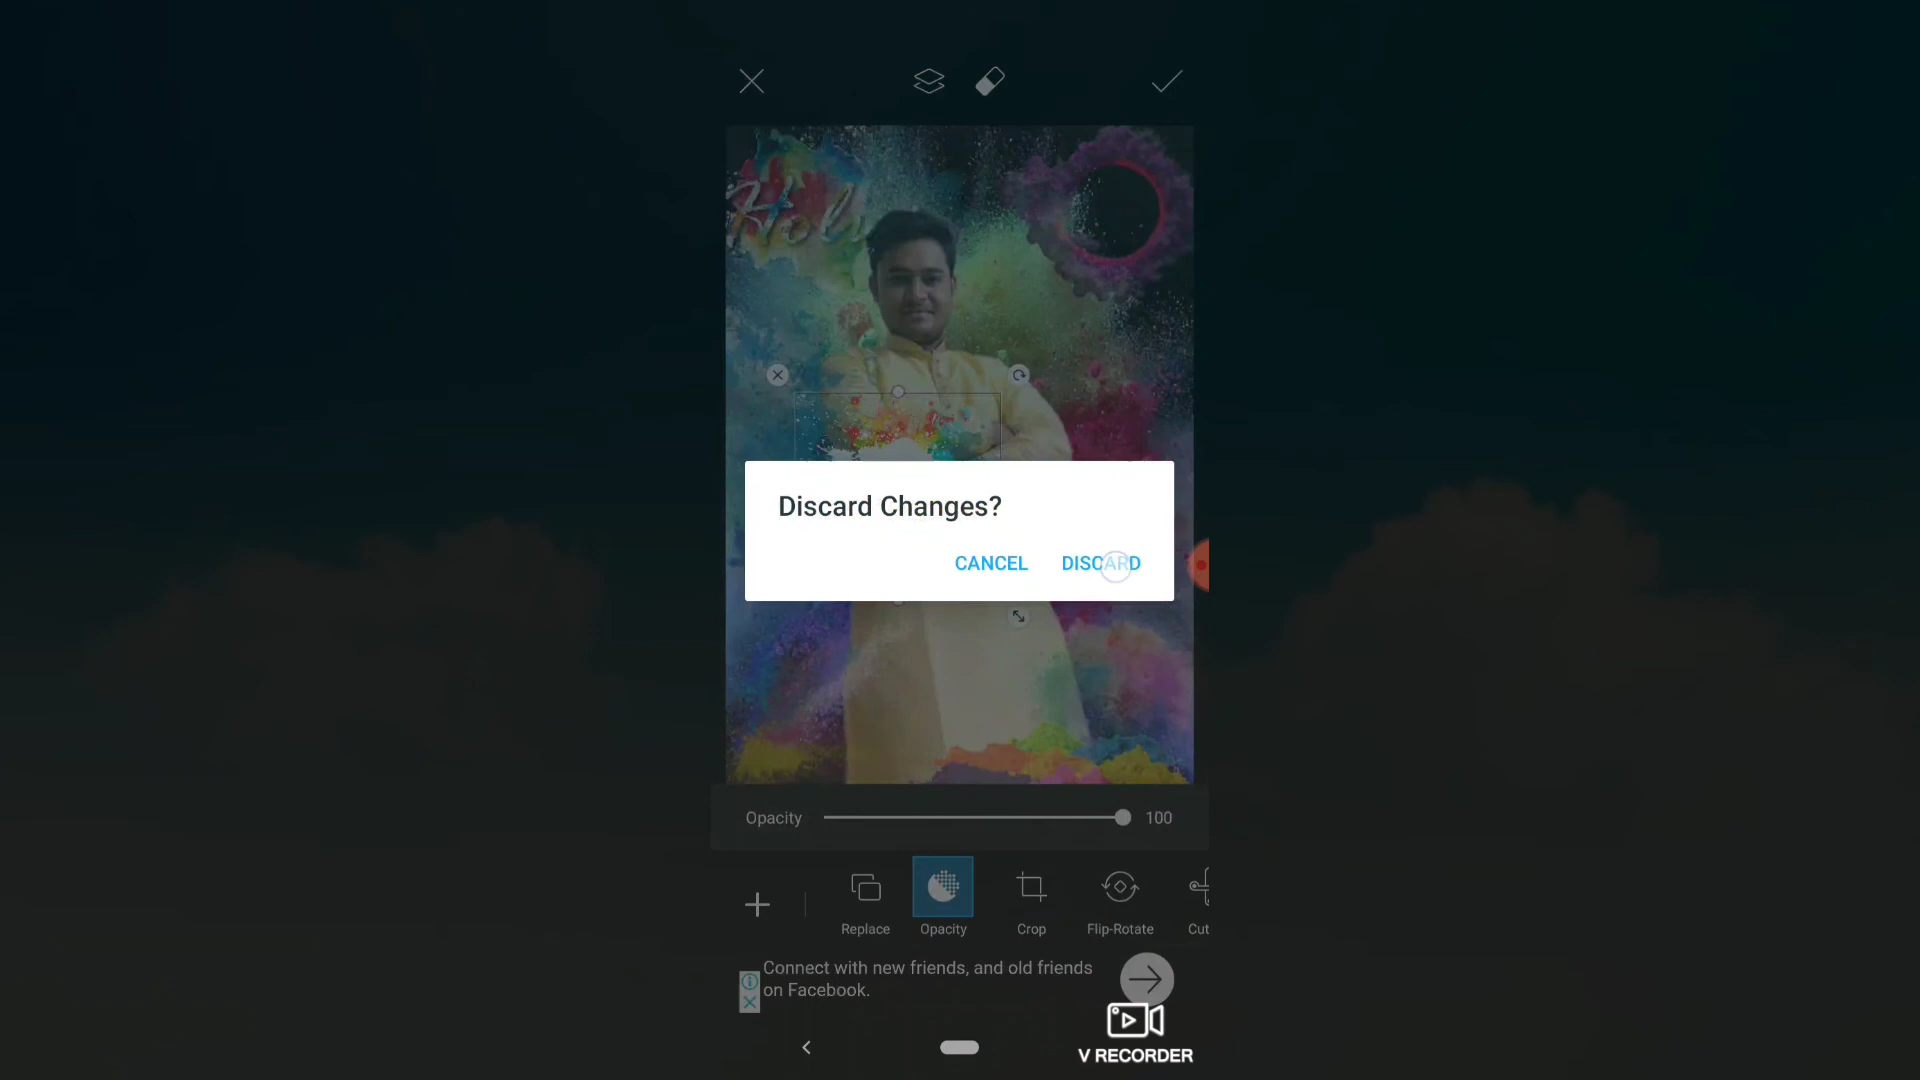 Holi
Discard Changes?
CANCEL DISCARD
Opacity 100
Replace Opacity Crop Flip-Rotate Cut
Connect with new friends, and old friends
on Facebook.
V RECORDER